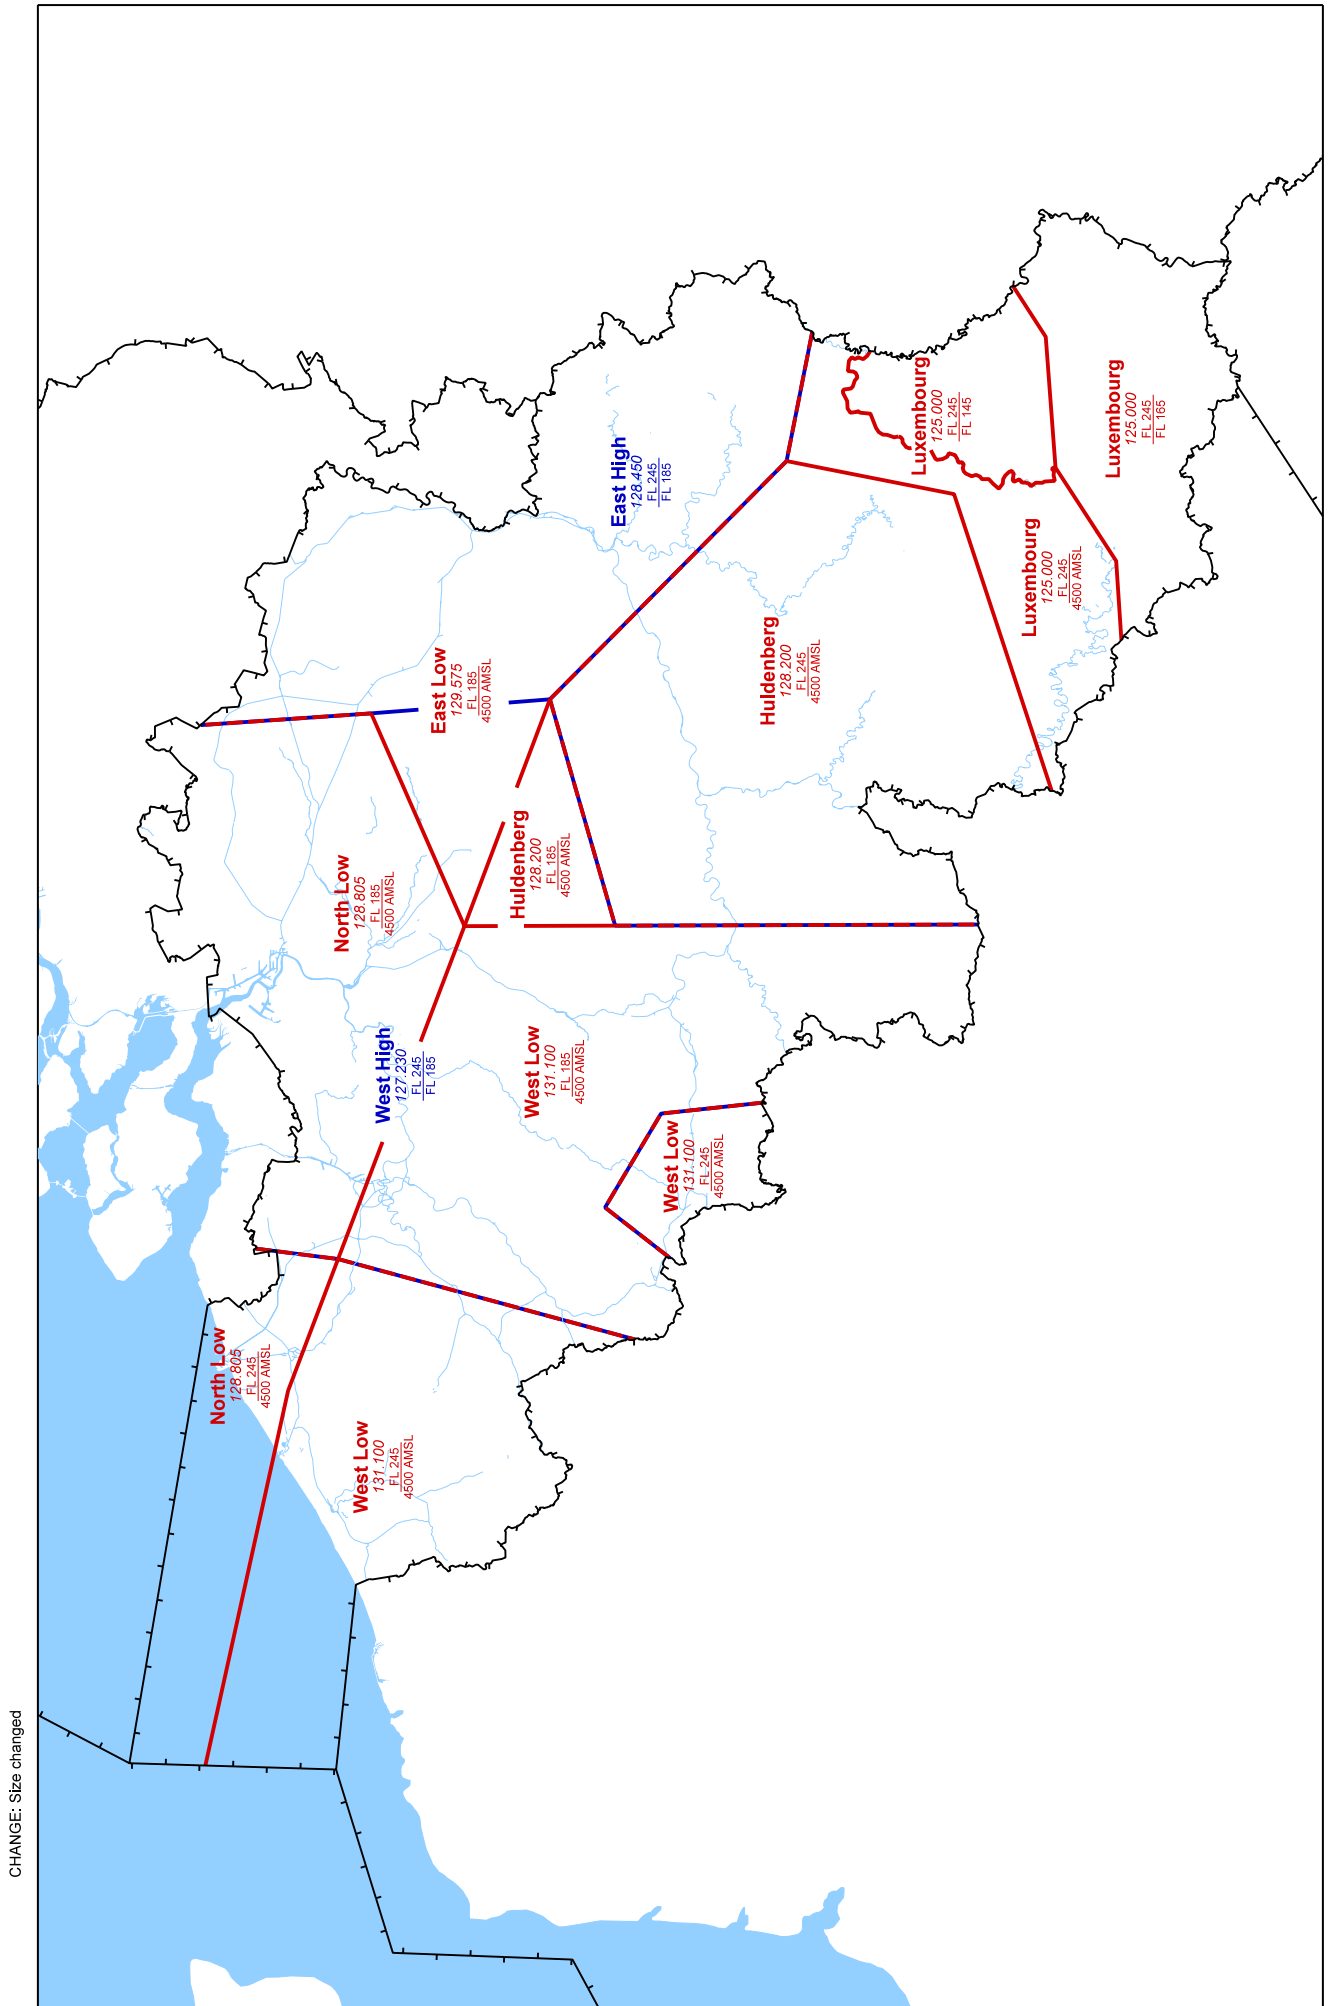 CHANGE: Size changed
North Low
128.805
FL 245
4500 AMSL
West Low
131.100
FL 245
4500 AMSL
West High
127.230
FL 245
FL 185
North Low
128.805
FL 185
4500 AMSL
West Low
131.100
FL 185
4500 AMSL
West Low
131.100
FL 245
4500 AMSL
East Low
129.575
FL 185
4500 AMSL
Huldenberg
128.200
FL 185
4500 AMSL
East High
128.450
FL 245
FL 185
Huldenberg
128.200
FL 245
4500 AMSL
Luxembourg
125.000
FL 245
FL 145
Luxembourg
125.000
FL 245
4500 AMSL
Luxembourg
125.000
FL 245
FL 165